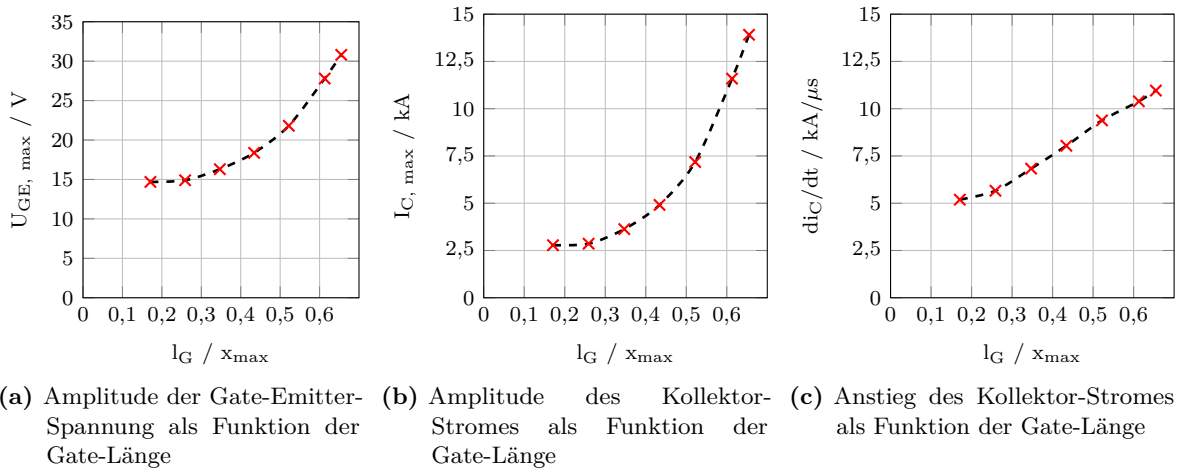 35
30
25
20
15
10
5
0
0 0,1 0,2 0,3 0,4 0,5 0,6
U_GE, max / V
l_G / x_max
(a) Amplitude der Gate-Emitter-
Spannung als Funktion der
Gate-Länge
15
12,5
10
7,5
5
2,5
0
0 0,1 0,2 0,3 0,4 0,5 0,6
I_C, max / kA
l_G / x_max
(b) Amplitude des Kollektor-
Stromes als Funktion der
Gate-Länge
15
12,5
10
7,5
5
2,5
0
0 0,1 0,2 0,3 0,4 0,5 0,6
di_C/dt / kA/μs
l_G / x_max
(c) Anstieg des Kollektor-Stromes
als Funktion der Gate-Länge